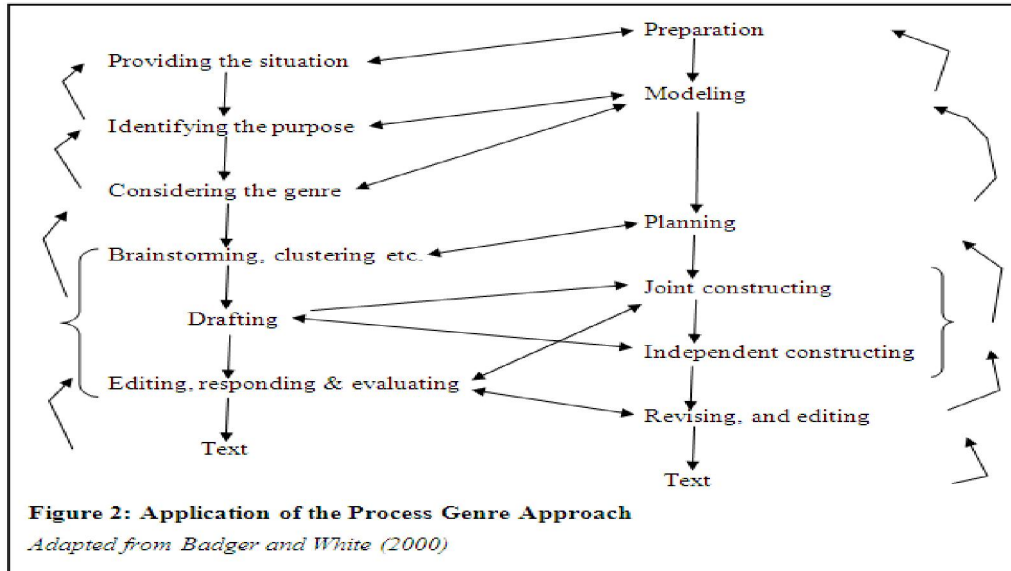 Preparation
Providing the situation
Modeling
Identifying the purpose
Considering the genre
Planning
Brainstorming, clustering etc.
Joint constructing
Drafting
Independent constructing
Editing, responding & evaluating
Revising, and editing
Text
Text
Figure 2: Application of the Process Genre Approach
Adapted from Badger and White (2000)